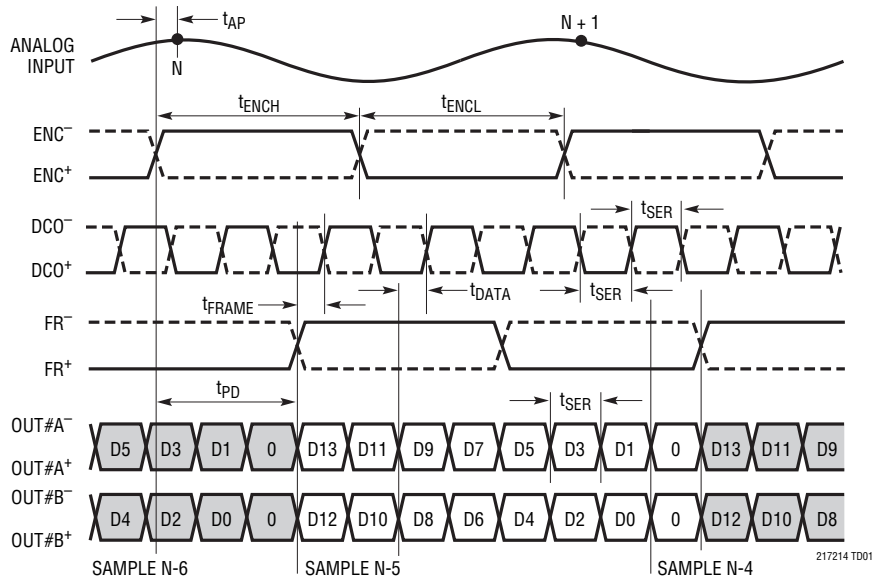 tAP
N + 1
ANALOG
INPUT
N
tENCH
tENCL
ENC−
ENC+
DCO−
tSER
DCO+
tFRAME
tDATA
tSER
FR−
FR+
tPD
tSER
OUT#A−
D5 D3 D1 0 D13 D11 D9 D7 D5 D3 D1 0 D13 D11 D9
OUT#A+
OUT#B−
D4 D2 D0 0 D12 D10 D8 D6 D4 D2 D0 0 D12 D10 D8
OUT#B+
217214 TD01
SAMPLE N-6 SAMPLE N-5 SAMPLE N-4